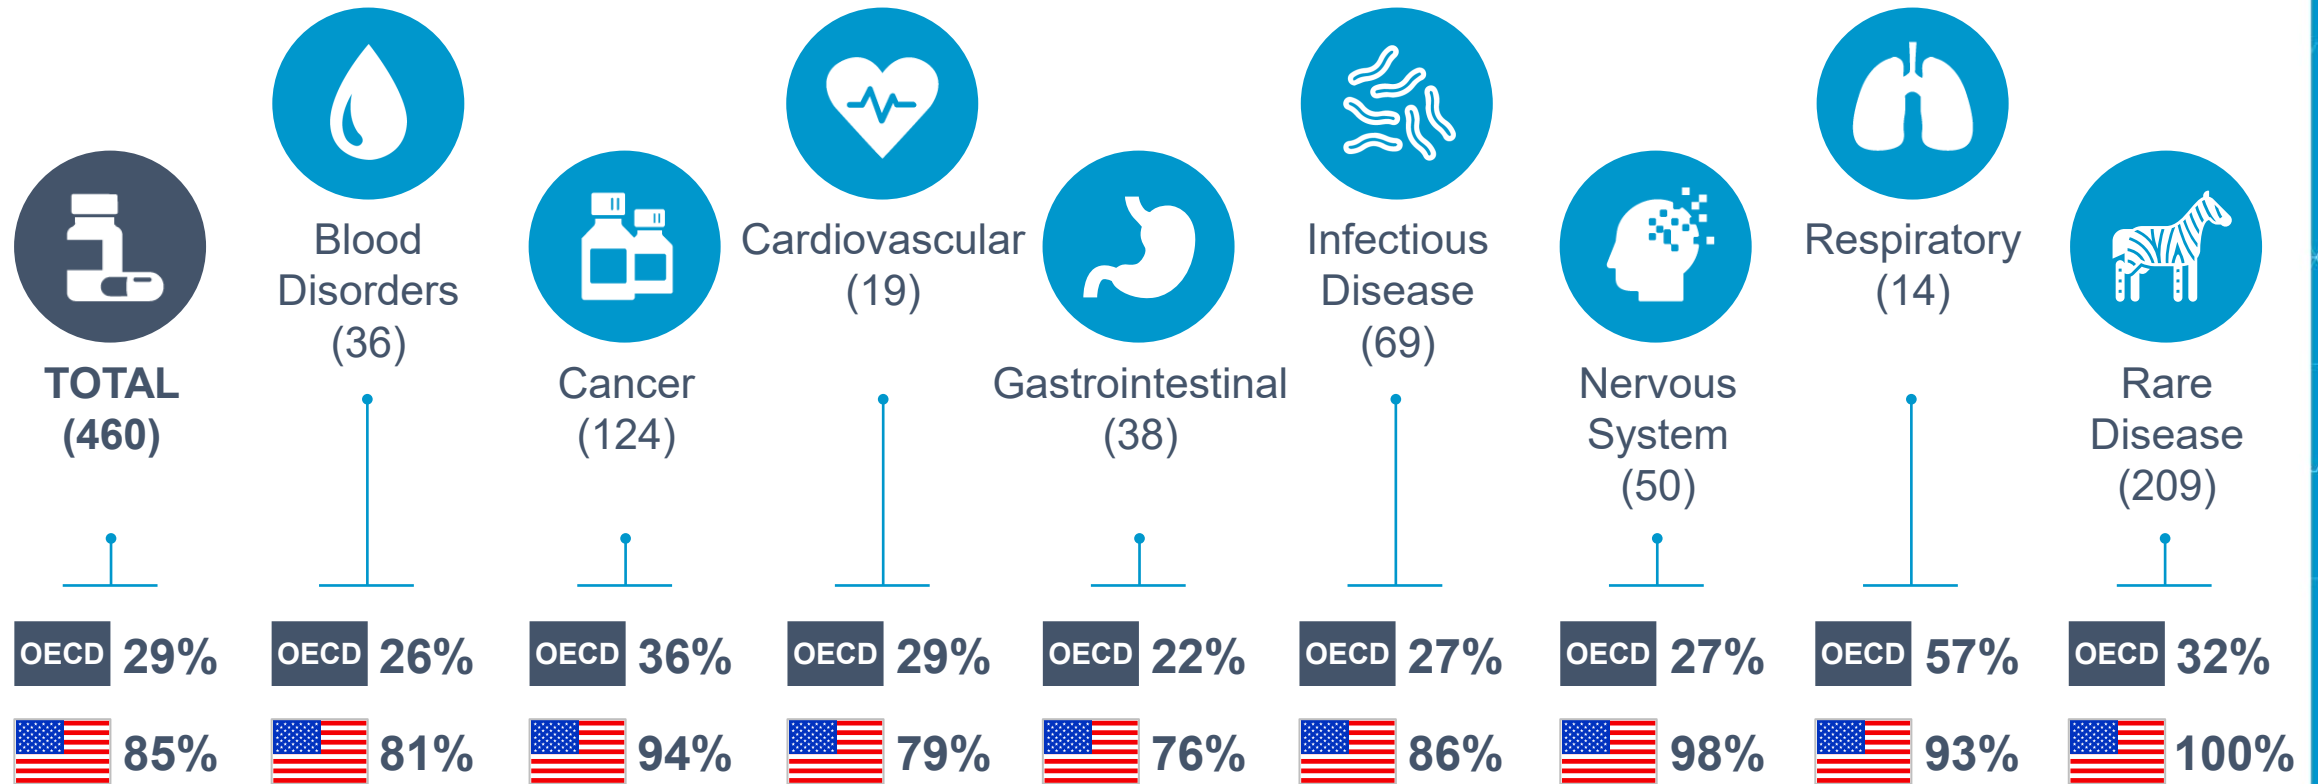 TOTAL
(460)
OECD 29%
85%
Blood
Disorders
(36)
OECD 26%
81%
Cancer
(124)
OECD 36%
94%
Cardiovascular
(19)
OECD 29%
79%
Gastrointestinal
(38)
OECD 22%
76%
Infectious
Disease
(69)
OECD 27%
86%
Nervous
System
(50)
OECD 27%
98%
Respiratory
(14)
OECD 57%
93%
Rare
Disease
(209)
OECD 32%
100%